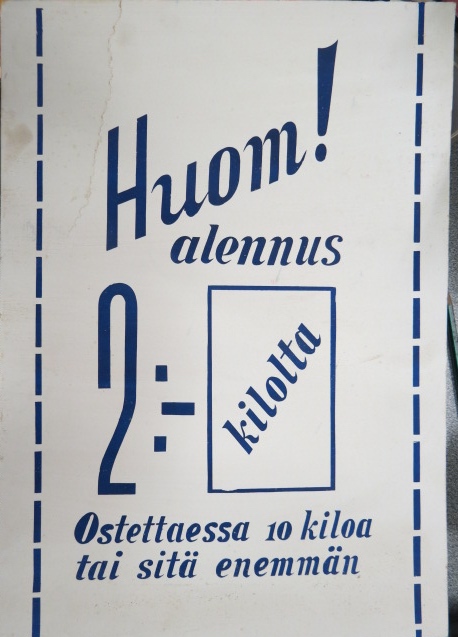 Huom!
alennus
2:-
kilolta
Ostettaessa 10 kiloa
tai sitä enemmän